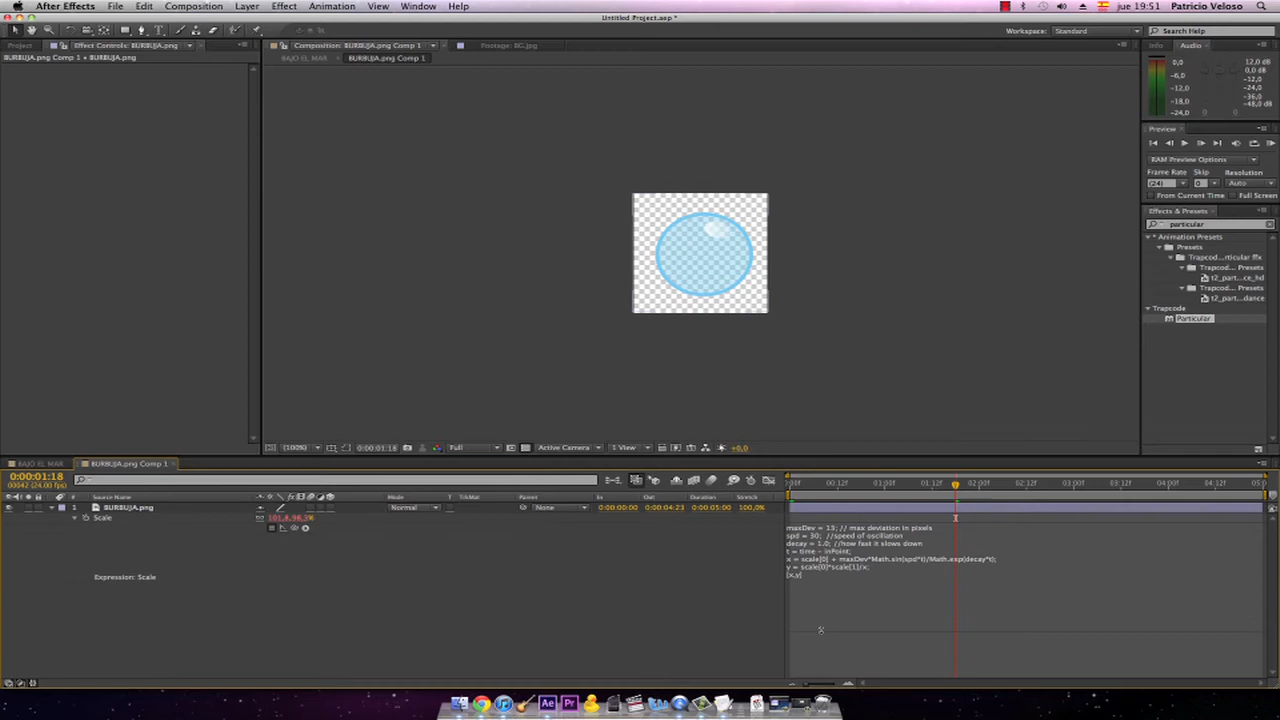 After Effects File Edit Composition Layer Effect Animation View Window Help
jue 19:51 Patricio Veloso
Untitled Project.aep *
Workspace: Standard
Search Help
Project Effect Controls: BURBUJA.png
Composition: BURBUJA.png Comp 1
Footage: BG.jpg
Info Audio
BURBUJA.png Comp 1 • BURBUJA.png
BAJO EL MAR BURBUJA.png Comp 1
0,0 12,0 dB
-6,0 0,0 dB
-12,0 -12,0
-24,0
-18,0 -36,0
-24,0 -48,0 dB
Preview
RAM Preview Options
Frame Rate Skip Resolution
(24) 0 Auto
From Current Time Full Screen
Effects & Presets
particular
* Animation Presets
Presets
Trapcod...rticular ffx
Trapcod... Presets
t2_part...ce_hd
Trapcod... Presets
t2_part...dance
Trapcode
Particular
(100%) 0:00:01:18 Full Active Camera 1 View +0,0
BAJO EL MAR BURBUJA.png Comp 1
0:00:01:18
00042 (24.00 fps)
00f 00:12f 01:00f 01:12f 02:00f 02:12f 03:00f 03:12f 04:00f 04:12f 05:0
# Source Name Mode T TrkMat Parent In Out Duration Stretch
1 BURBUJA.png Normal None 0:00:00:00 0:00:04:23 0:00:05:00 100,0%
Scale 101,8,98,3%
Expression: Scale
maxDev = 13; // max deviation in pixels
spd = 30; //speed of oscillation
decay = 1.0; //how fast it slows down
t = time - inPoint;
x = scale[0] + maxDev*Math.sin(spd*t)/Math.exp(decay*t);
y = scale[0]*scale[1]/x;
[x,y]
Ae Pr